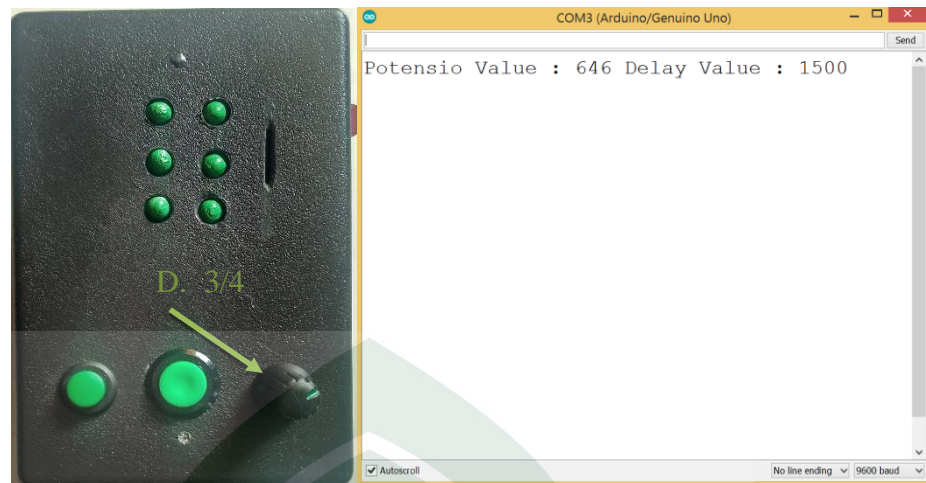 COM3 (Arduino/Genuino Uno)
Send
Potensio Value : 646 Delay Value : 1500
D. 3/4
Autoscroll
No line ending
9600 baud